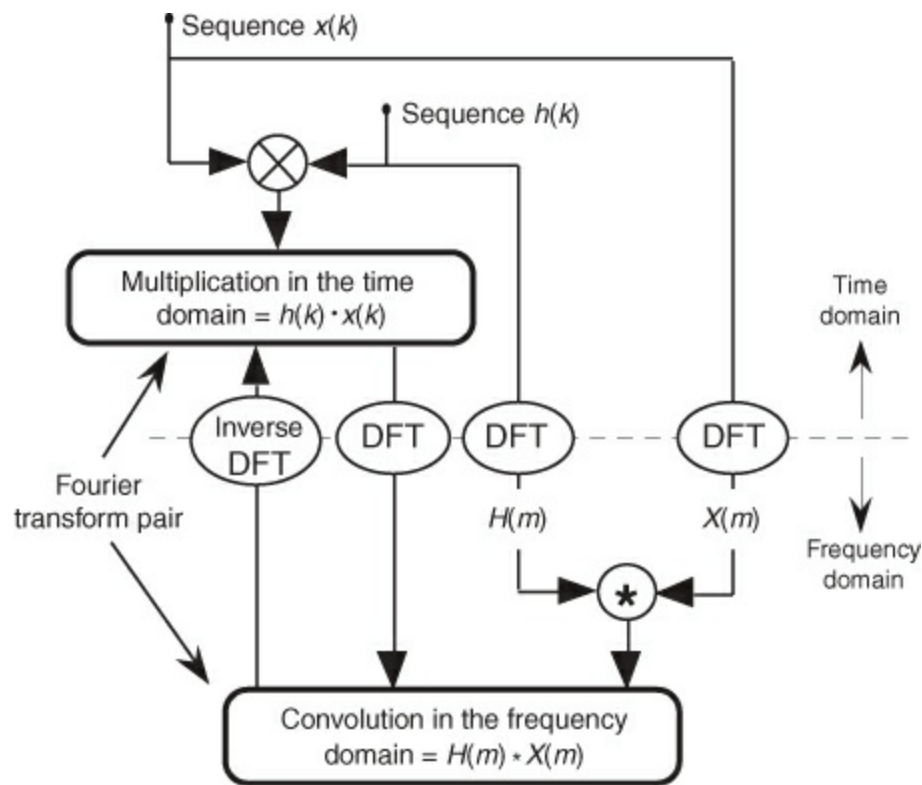 Sequence x(k)
Sequence h(k)
Multiplication in the time
domain = h(k) · x(k)
Time
domain
Inverse
DFT
DFT
DFT
DFT
Fourier
transform pair
H(m)
X(m)
Frequency
domain
*
Convolution in the frequency
domain = H(m) * X(m)